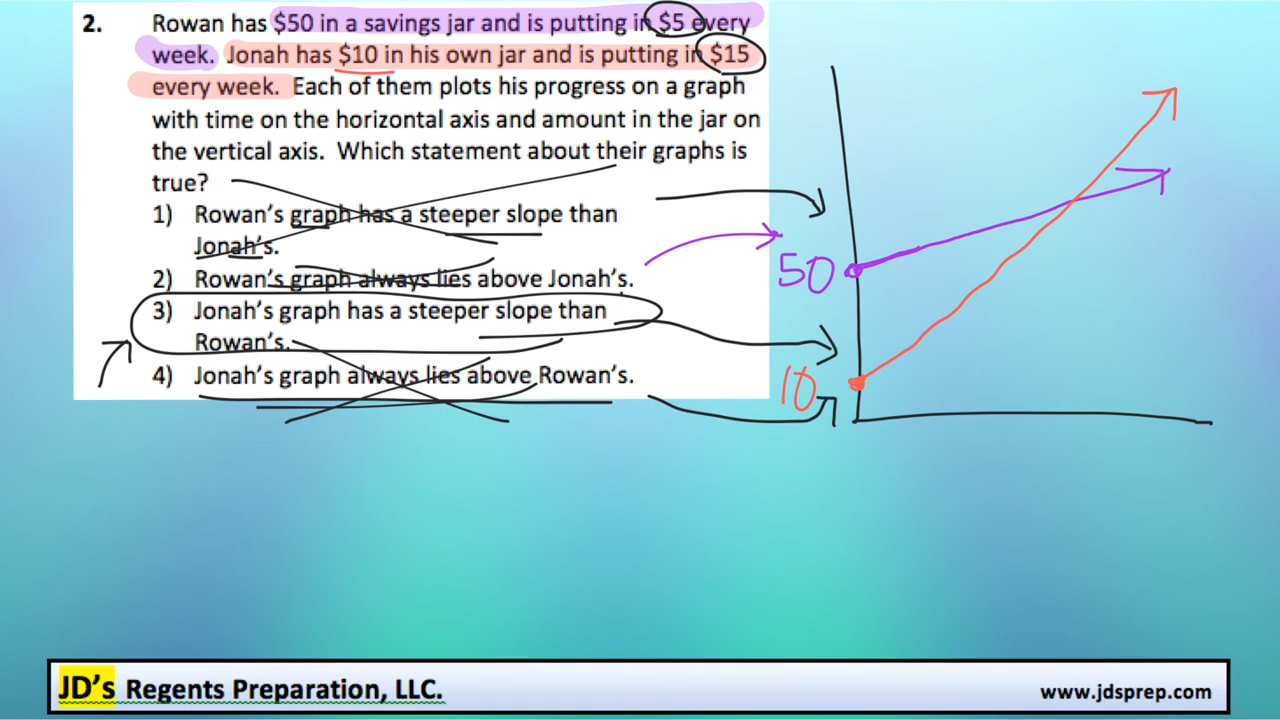 2. Rowan has $50 in a savings jar and is putting in $5 every
week. Jonah has $10 in his own jar and is putting in $15
every week. Each of them plots his progress on a graph
with time on the horizontal axis and amount in the jar on
the vertical axis. Which statement about their graphs is
true?
1) Rowan's graph has a steeper slope than
Jonah's.
2) Rowan's graph always lies above Jonah's.
3) Jonah's graph has a steeper slope than
Rowan's.
4) Jonah's graph always lies above Rowan's.
50
10
JD's Regents Preparation, LLC.
www.jdsprep.com